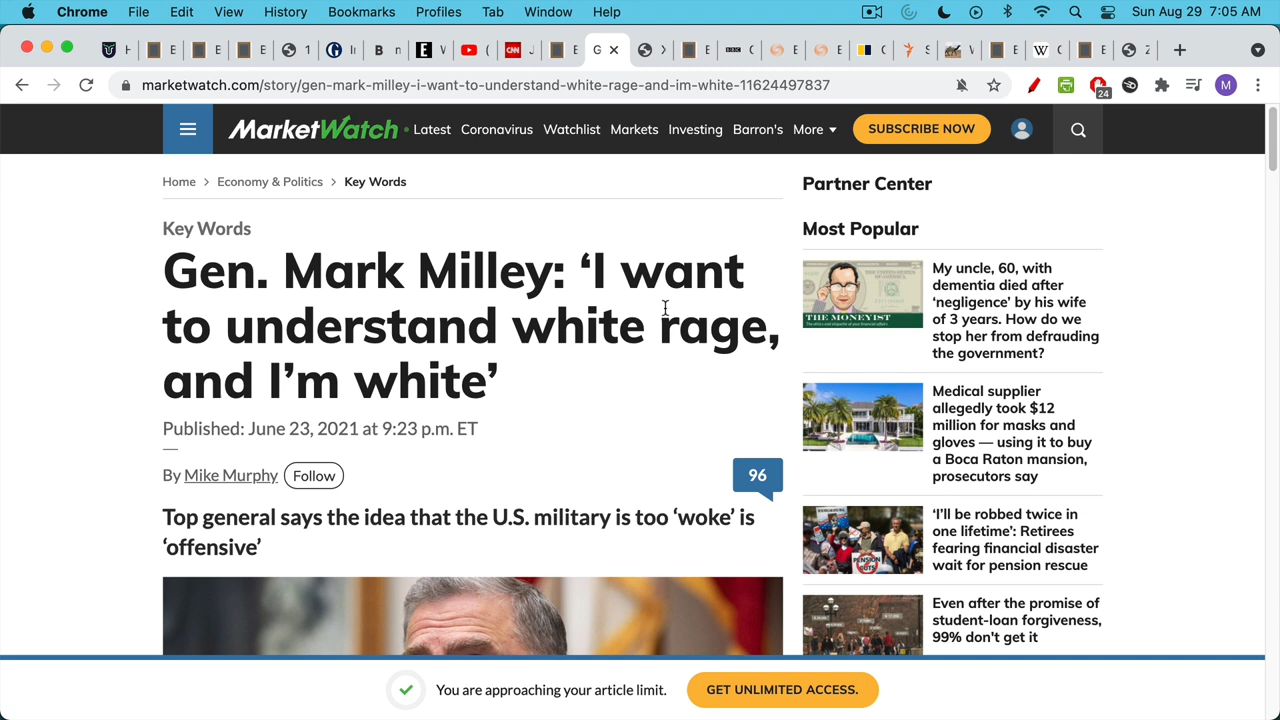 Chrome File Edit View History Bookmarks Profiles Tab Window Help Sun Aug 29 7:05 AM
marketwatch.com/story/gen-mark-milley-i-want-to-understand-white-rage-and-im-white-11624497837
24
M
MarketWatch Latest Coronavirus Watchlist Markets Investing Barron's More SUBSCRIBE NOW
Home > Economy & Politics > Key Words
Key Words
Gen. Mark Milley: ‘I want
to understand white rage,
and I’m white’
Published: June 23, 2021 at 9:23 p.m. ET
By Mike Murphy Follow
96
Top general says the idea that the U.S. military is too ‘woke’ is
‘offensive’
Partner Center
Most Popular
THE MONEYIST
My uncle, 60, with
dementia died after
‘negligence’ by his wife
of 3 years. How do we
stop her from defrauding
the government?
Medical supplier
allegedly took $12
million for masks and
gloves — using it to buy
a Boca Raton mansion,
prosecutors say
‘I’ll be robbed twice in
one lifetime’: Retirees
fearing financial disaster
wait for pension rescue
Even after the promise of
student-loan forgiveness,
99% don't get it
You are approaching your article limit. GET UNLIMITED ACCESS.